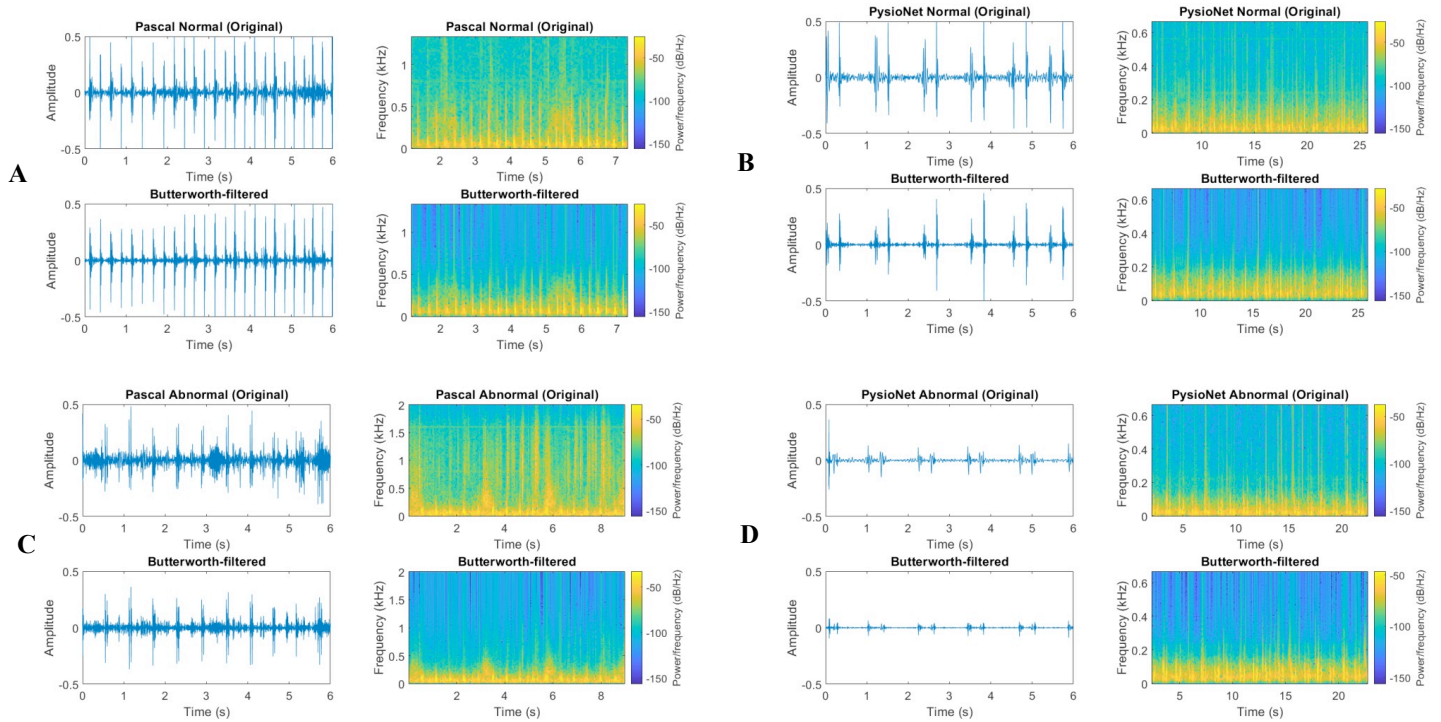 A
Pascal Normal (Original)
Amplitude
0.5
0
-0.5
0 1 2 3 4 5 6
Time (s)
Frequency (kHz)
1
0.5
0
2 3 4 5 6 7
Time (s)
Power/frequency (dB/Hz)
-50
-100
-150
Butterworth-filtered
Amplitude
0.5
0
-0.5
0 1 2 3 4 5 6
Time (s)
Butterworth-filtered
Frequency (kHz)
1
0.5
0
2 3 4 5 6 7
Time (s)
Power/frequency (dB/Hz)
-50
-100
-150
Pascal Normal (Original)
B
PysioNet Normal (Original)
Amplitude
0.5
0
-0.5
0 1 2 3 4 5 6
Time (s)
PysioNet Normal (Original)
Frequency (kHz)
0.6
0.4
0.2
0
10 15 20 25
Time (s)
Power/frequency (dB/Hz)
-50
-100
-150
Butterworth-filtered
Amplitude
0.5
0
-0.5
0 1 2 3 4 5 6
Time (s)
Butterworth-filtered
Frequency (kHz)
0.6
0.4
0.2
0
10 15 20 25
Time (s)
Power/frequency (dB/Hz)
-50
-100
-150
C
Pascal Abnormal (Original)
Amplitude
0.5
0
-0.5
0 1 2 3 4 5 6
Time (s)
Pascal Abnormal (Original)
Frequency (kHz)
2
1.5
1
0.5
0
2 4 6 8
Time (s)
Power/frequency (dB/Hz)
-50
-100
-150
Butterworth-filtered
Amplitude
0.5
0
-0.5
0 1 2 3 4 5 6
Time (s)
Butterworth-filtered
Frequency (kHz)
2
1.5
1
0.5
0
2 4 6 8
Time (s)
Power/frequency (dB/Hz)
-50
-100
-150
D
PysioNet Abnormal (Original)
Amplitude
0.5
0
-0.5
0 1 2 3 4 5 6
Time (s)
PysioNet Abnormal (Original)
Frequency (kHz)
0.6
0.4
0.2
0
5 10 15 20
Time (s)
Power/frequency (dB/Hz)
-50
-100
-150
Butterworth-filtered
Amplitude
0.5
0
-0.5
0 1 2 3 4 5 6
Time (s)
Butterworth-filtered
Frequency (kHz)
0.6
0.4
0.2
0
5 10 15 20
Time (s)
Power/frequency (dB/Hz)
-50
-100
-150